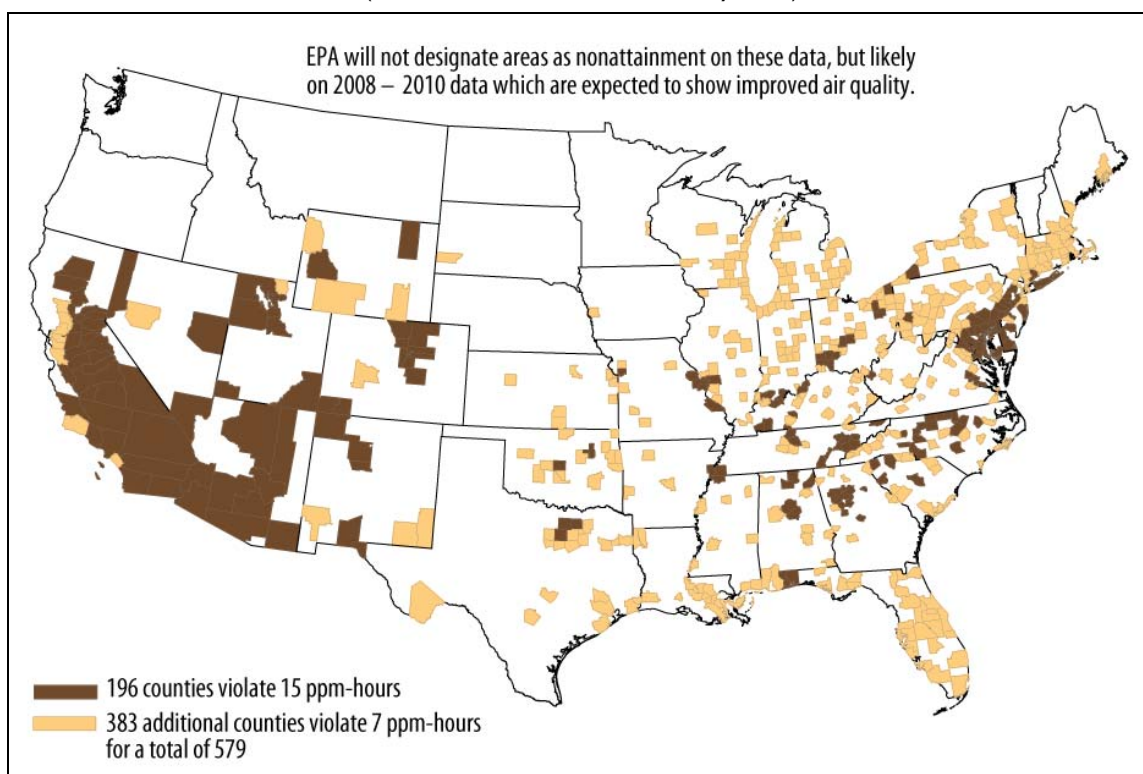 EPA will not designate areas as nonattainment on these data, but likely
on 2008 – 2010 data which are expected to show improved air quality.
196 counties violate 15 ppm-hours
383 additional counties violate 7 ppm-hours
for a total of 579